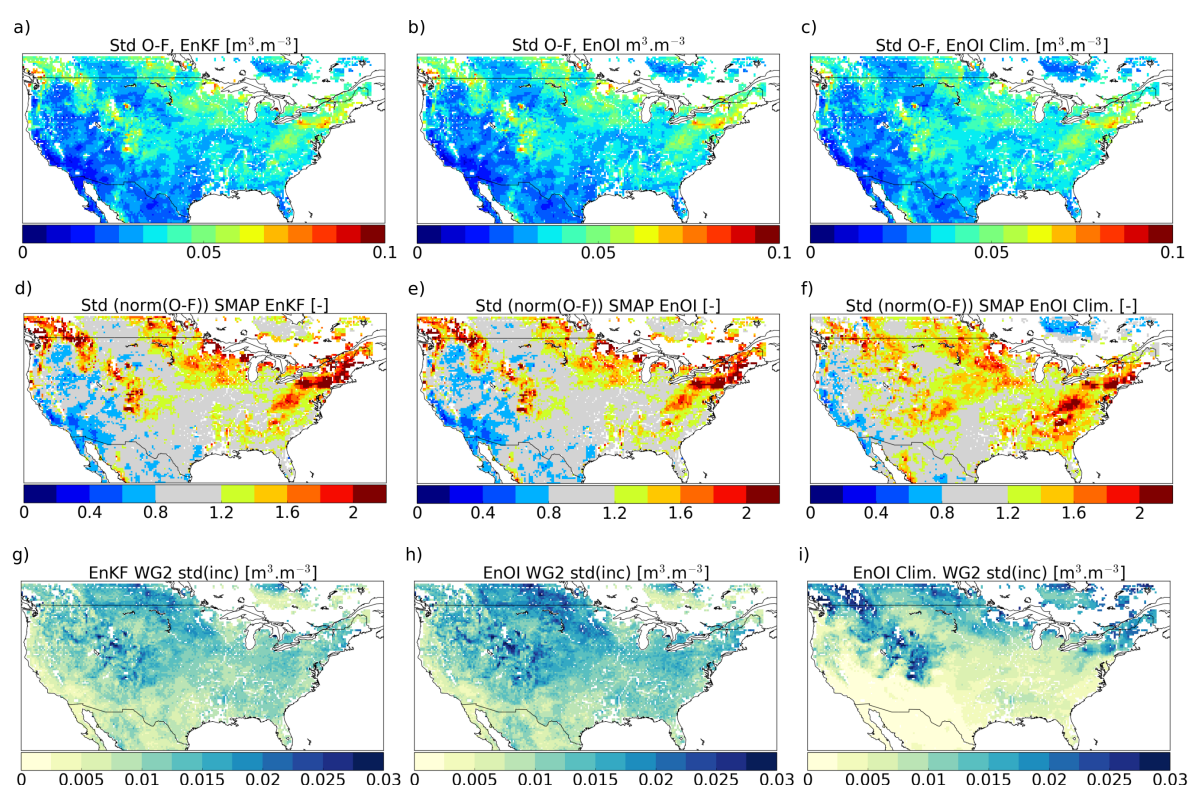 a) b) c)
Std O-F, EnKF [m³.m⁻³] Std O-F, EnOI m³.m⁻³ Std O-F, EnOI Clim. [m³.m⁻³]
0 0.05 0.1 0 0.05 0.1 0 0.05 0.1
d) e) f)
Std (norm(O-F)) SMAP EnKF [-] Std (norm(O-F)) SMAP EnOI [-] Std (norm(O-F)) SMAP EnOI Clim. [-]
0 0.4 0.8 1.2 1.6 2 0 0.4 0.8 1.2 1.6 2 0 0.4 0.8 1.2 1.6 2
g) h) i)
EnKF WG2 std(inc) [m³.m⁻³] EnOI WG2 std(inc) [m³.m⁻³] EnOI Clim. WG2 std(inc) [m³.m⁻³]
0 0.005 0.01 0.015 0.02 0.025 0.03 0 0.005 0.01 0.015 0.02 0.025 0.03 0 0.005 0.01 0.015 0.02 0.025 0.03